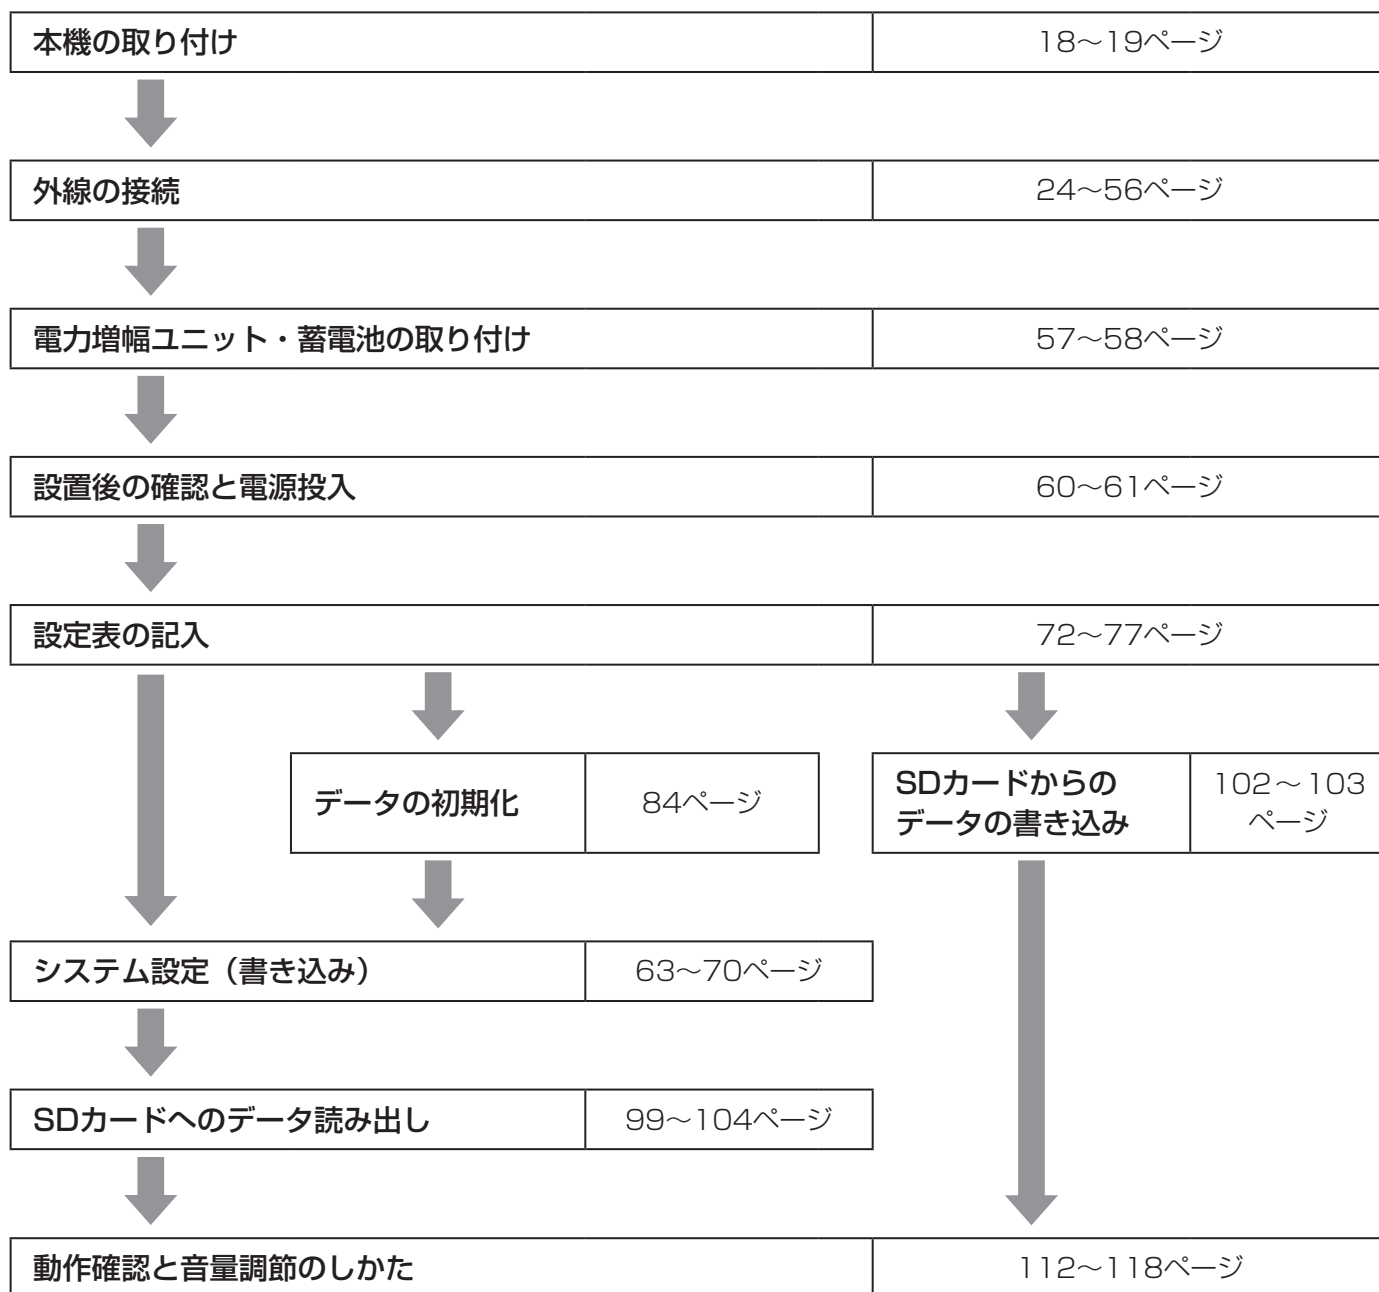 本機の取り付け
18〜19ページ
外線の接続
24〜56ページ
電力増幅ユニット・蓄電池の取り付け
57〜58ページ
設置後の確認と電源投入
60〜61ページ
設定表の記入
72〜77ページ
データの初期化
84ページ
SDカードからの
データの書き込み
102〜103
ページ
システム設定（書き込み）
63〜70ページ
SDカードへのデータ読み出し
99〜104ページ
動作確認と音量調節のしかた
112〜118ページ